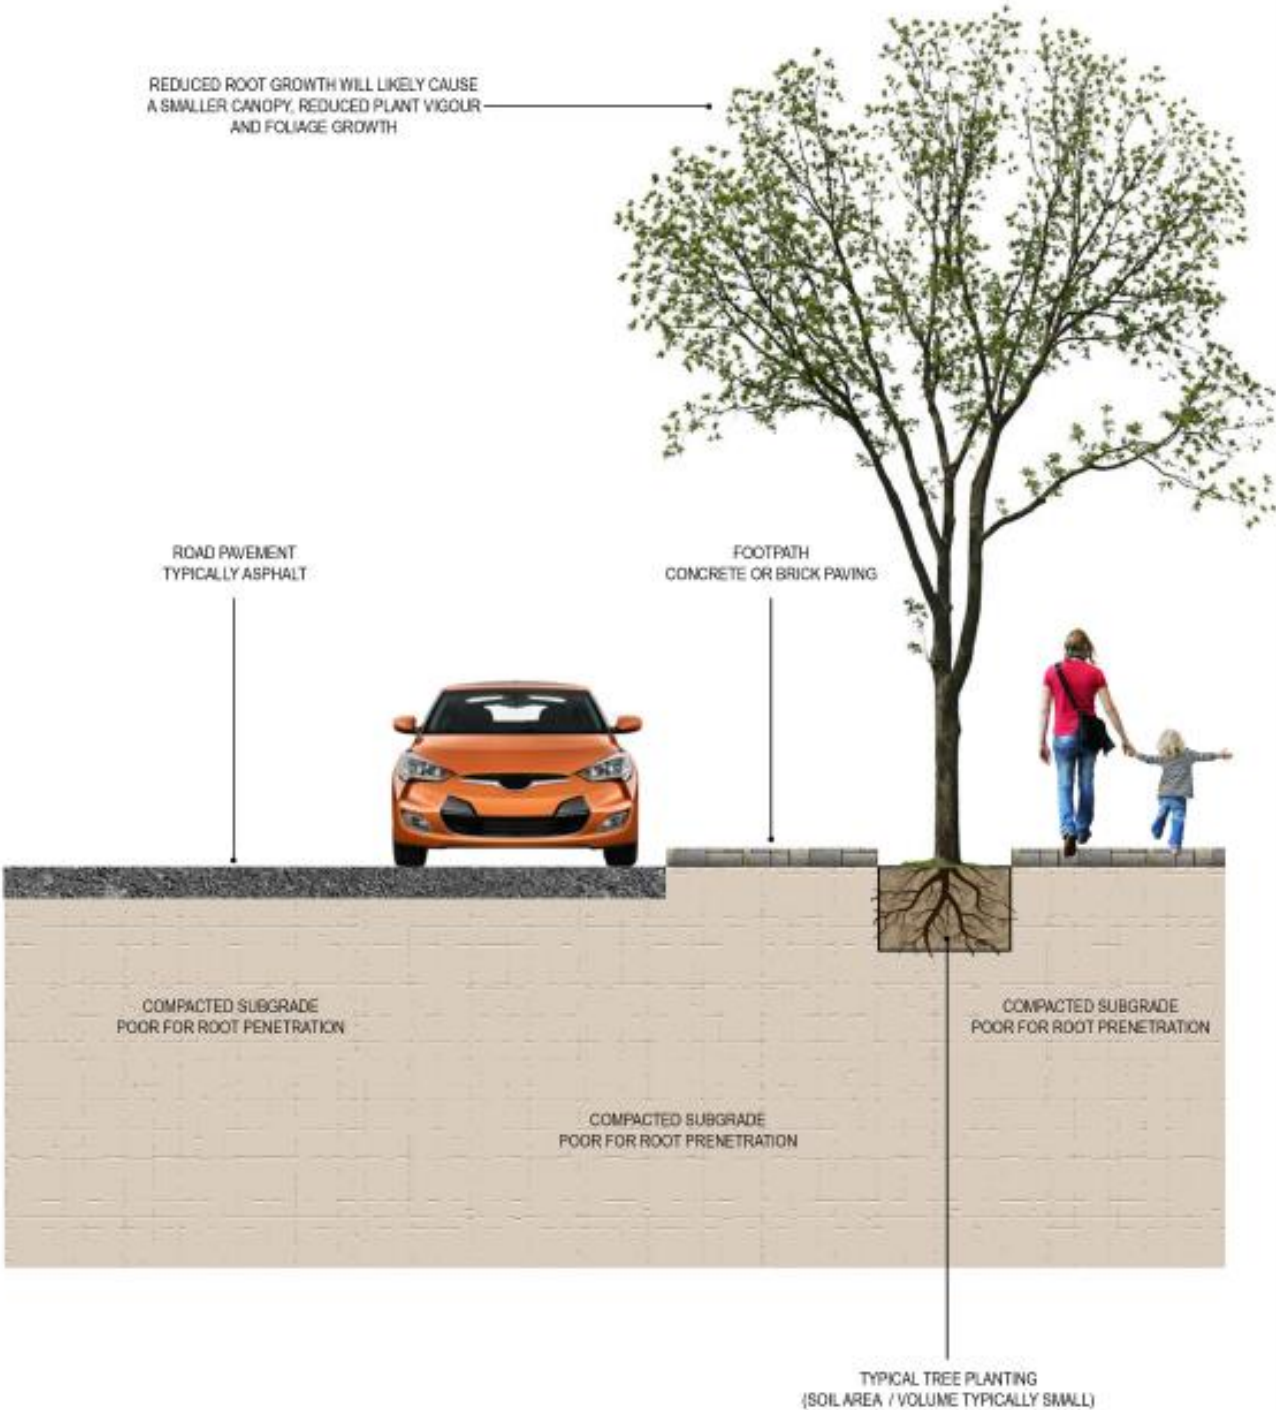 REDUCED ROOT GROWTH WILL LIKELY CAUSE
A SMALLER CANOPY, REDUCED PLANT VIGOUR
AND FOLIAGE GROWTH
ROAD PAVEMENT
TYPICALLY ASPHALT
FOOTPATH
CONCRETE OR BRICK PAVING
COMPACTED SUBGRADE
POOR FOR ROOT PENETRATION
COMPACTED SUBGRADE
POOR FOR ROOT PRENETRATION
COMPACTED SUBGRADE
POOR FOR ROOT PRENETRATION
TYPICAL TREE PLANTING
(SOIL AREA / VOLUME TYPICALLY SMALL)